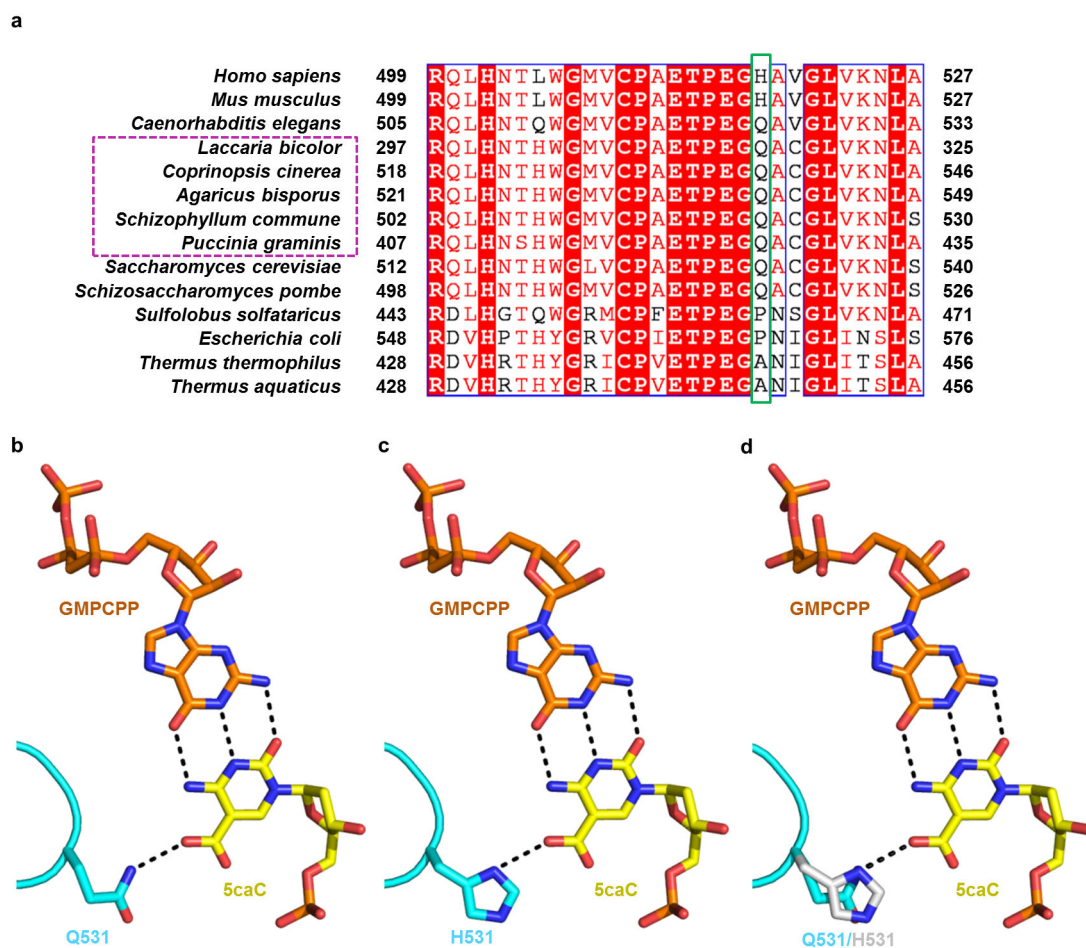 a
Homo sapiens 499 RQLHNTLWGMVCPAETPEGHAVGLVKNLA 527
Mus musculus 499 RQLHNTLWGMVCPAETPEGHAVGLVKNLA 527
Caenorhabditis elegans 505 RQLHNTQWGMVCPAETPEGQAVGLVKNLA 533
Laccaria bicolor 297 RQLHNTHWGMVCPAETPEGQACGLVKNLA 325
Coprinopsis cinerea 518 RQLHNTHWGMVCPAETPEGQACGLVKNLA 546
Agaricus bisporus 521 RQLHNTHWGMVCPAETPEGQACGLVKNLA 549
Schizophyllum commune 502 RQLHNTHWGMVCPAETPEGQACGLVKNLS 530
Puccinia graminis 407 RQLHNSHWGMVCPAETPEGQACGLVKNLA 435
Saccharomyces cerevisiae 512 RQLHNTHWGLVCPAETPEGQACGLVKNLS 540
Schizosaccharomyces pombe 498 RQLHNTHWGMVCPAETPEGQACGLVKNLS 526
Sulfolobus solfataricus 443 RDLHGTQWGRMCPFETPEGPNSGLVKNLA 471
Escherichia coli 548 RDVHPTHYGRVCPIETPEGPNIGLINSLS 576
Thermus thermophilus 428 RDVHRTHYGRICPVETPEGANIGLITSLA 456
Thermus aquaticus 428 RDVHRTHYGRICPVETPEGANIGLITSLA 456
b
GMPCPP
5caC
Q531
c
GMPCPP
5caC
H531
d
GMPCPP
5caC
Q531/H531